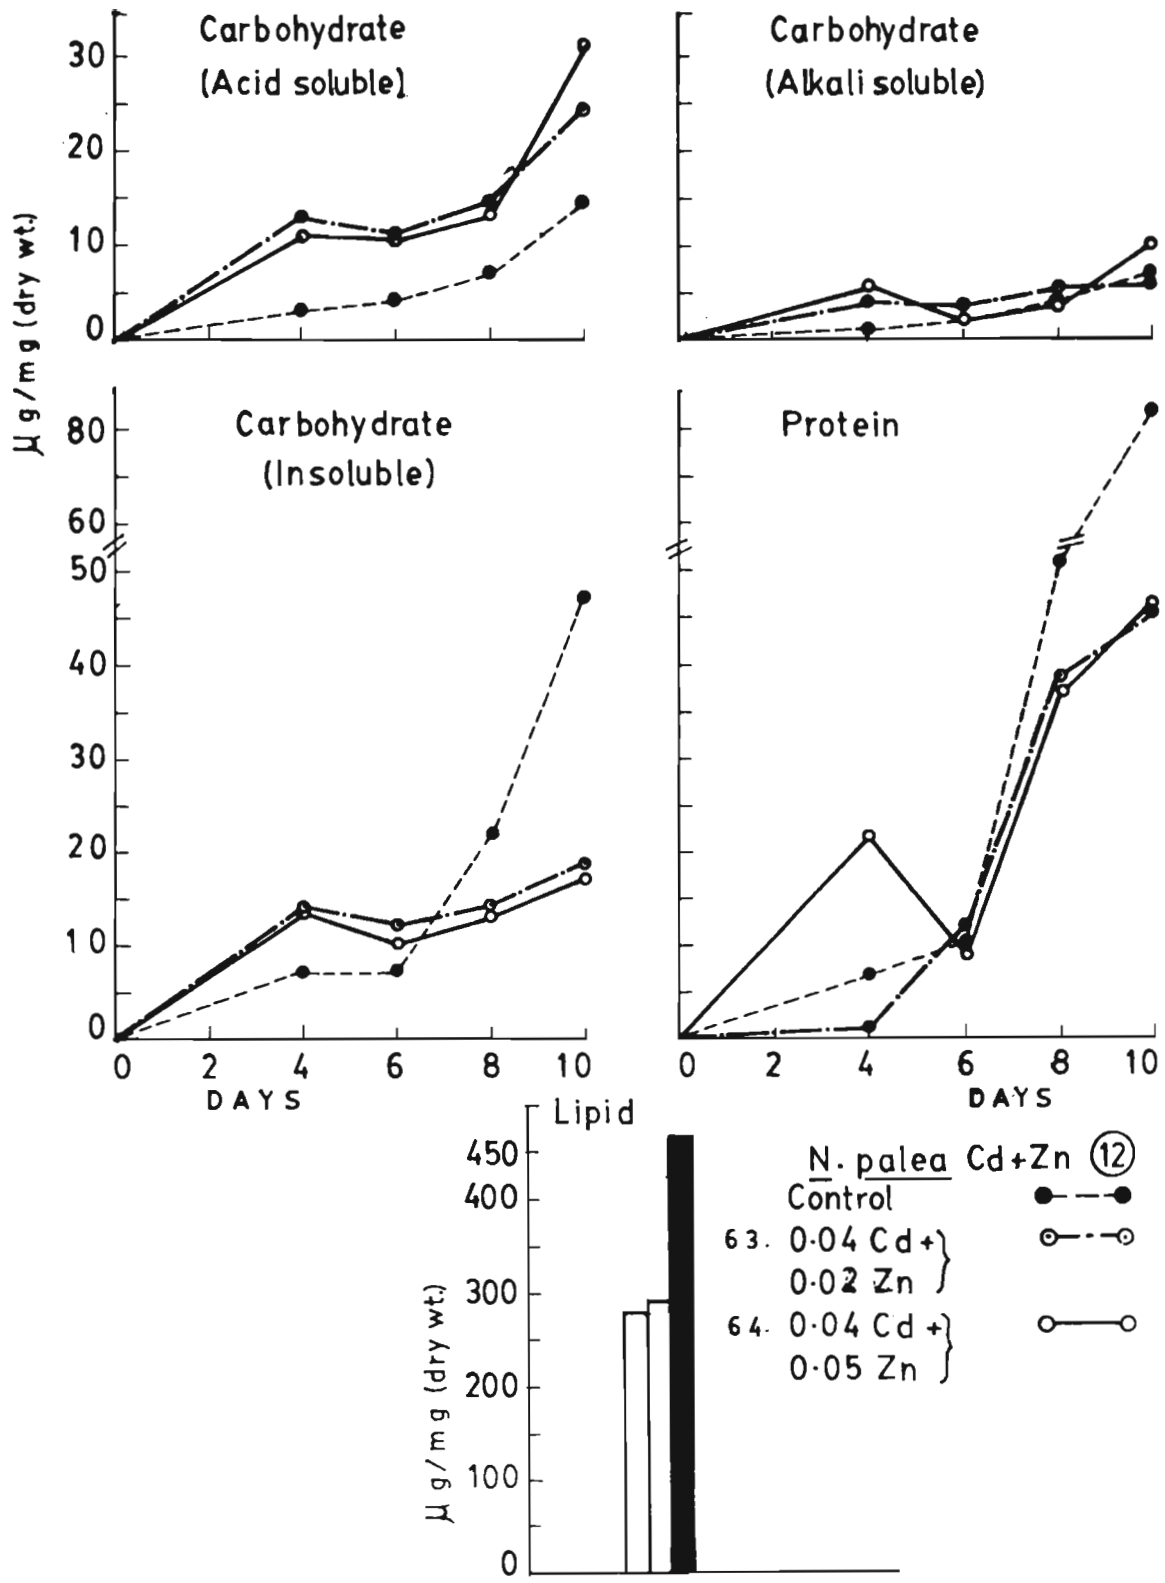 Carbohydrate
(Acid soluble)
Carbohydrate
(Alkali soluble)
30
20
10
0
µg/mg (dry wt.)
Carbohydrate
(Insoluble)
Protein
80
60
50
40
30
20
10
0
0 2 4 6 8 10
DAYS
0 2 4 6 8 10
DAYS
Lipid
450
400
300
200
100
0
µg/mg (dry wt.)
N. palea Cd+Zn 12
Control
63. 0.04 Cd +
0.02 Zn
64. 0.04 Cd +
0.05 Zn